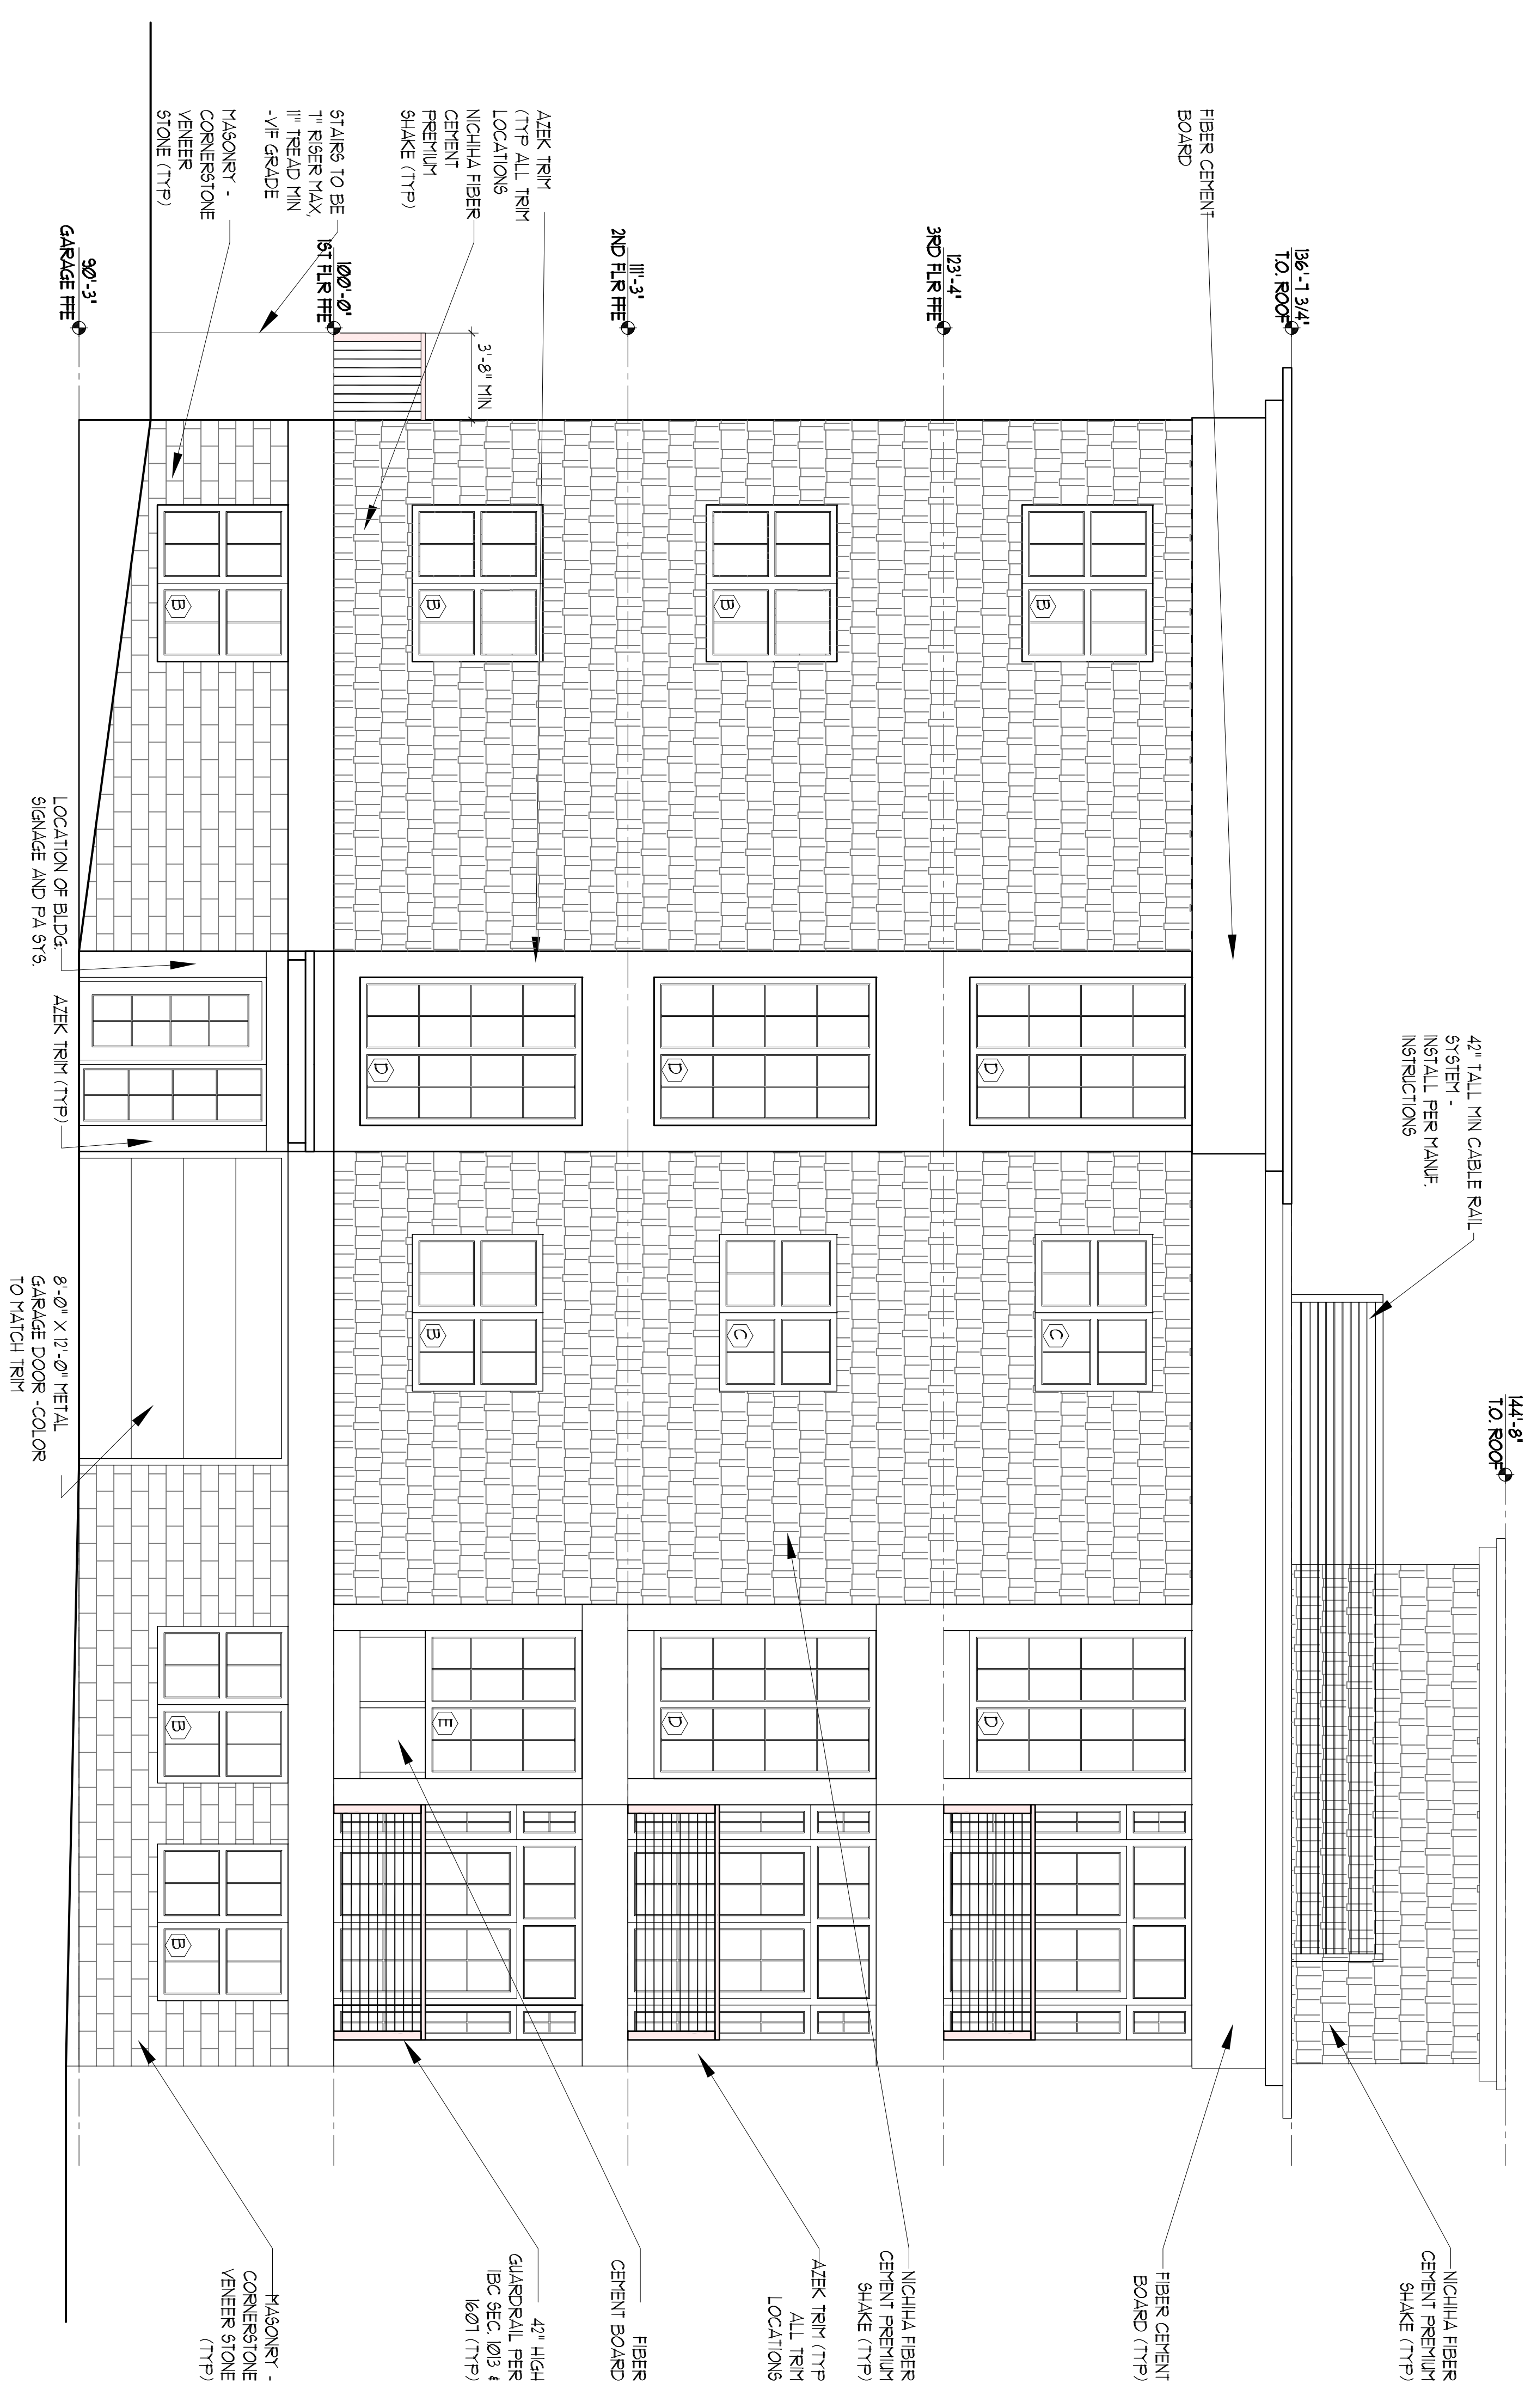 144'-8"
T.O. ROOF
42" TALL MIN CABLE RAIL
SYSTEM -
INSTALL PER MANUF.
INSTRUCTIONS
NICHIHA FIBER
CEMENT PREMIUM
SHAKE (TYP)
136'-7 3/4"
T.O. ROOF
FIBER CEMENT
BOARD
FIBER CEMENT
BOARD (TYP)
123'-4"
3RD FLR FFE
B
C
D
D
NICHIHA FIBER
CEMENT PREMIUM
SHAKE (TYP)
AZEK TRIM (TYP
ALL TRIM
LOCATIONS
111'-3"
2ND FLR FFE
B
D
C
D
FIBER
CEMENT BOARD
AZEK TRIM
(TYP ALL TRIM
LOCATIONS
NICHIHA FIBER
CEMENT
PREMIUM
SHAKE (TYP)
3'-8" MIN
42" HIGH
GUARDRAIL PER
IBC SEC. 1013 &
1607 (TYP)
B
D
B
E
100'-0"
1ST FLR FFE
STAIRS TO BE
7" RISER MAX,
11" TREAD MIN
-VIF GRADE
MASONRY -
CORNERSTONE
VENEER
STONE (TYP)
B
B
B
MASONRY -
CORNERSTONE
VENEER STONE
(TYP)
90'-3"
GARAGE FFE
LOCATION OF BLDG.
SIGNAGE AND PA SYS.
AZEK TRIM (TYP)
8'-0" X 12'-0" METAL
GARAGE DOOR -COLOR
TO MATCH TRIM